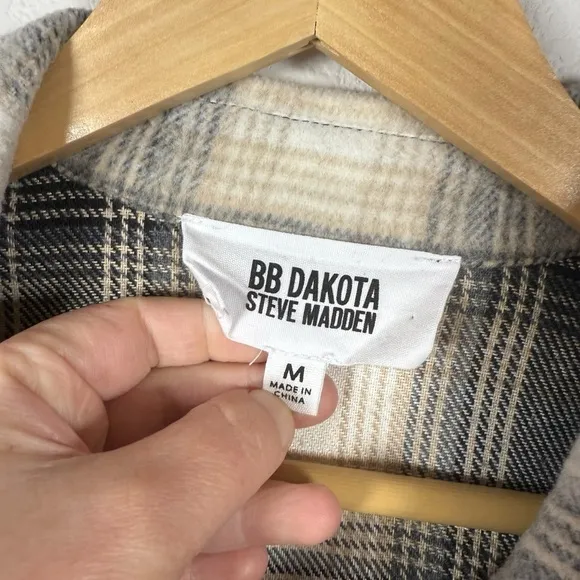 BB DAKOTA
STEVE MADDEN
M
MADE IN
CHINA